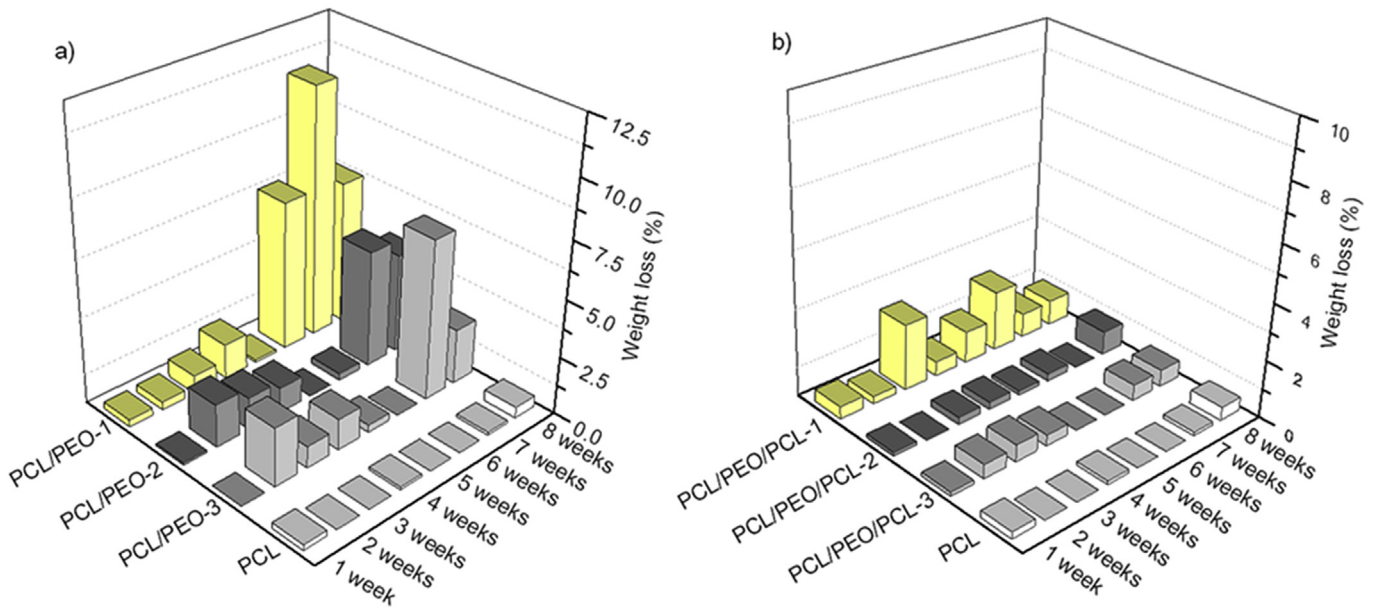 a)
12.5
10.0
7.5
5.0
2.5
0.0
Weight loss (%)
PCL/PEO-1
PCL/PEO-2
PCL/PEO-3
PCL
1 week
2 weeks
3 weeks
4 weeks
5 weeks
6 weeks
7 weeks
8 weeks
b)
10
8
6
4
2
0
Weight loss (%)
PCL/PEO/PCL-1
PCL/PEO/PCL-2
PCL/PEO/PCL-3
PCL
1 week
2 weeks
3 weeks
4 weeks
5 weeks
6 weeks
7 weeks
8 weeks